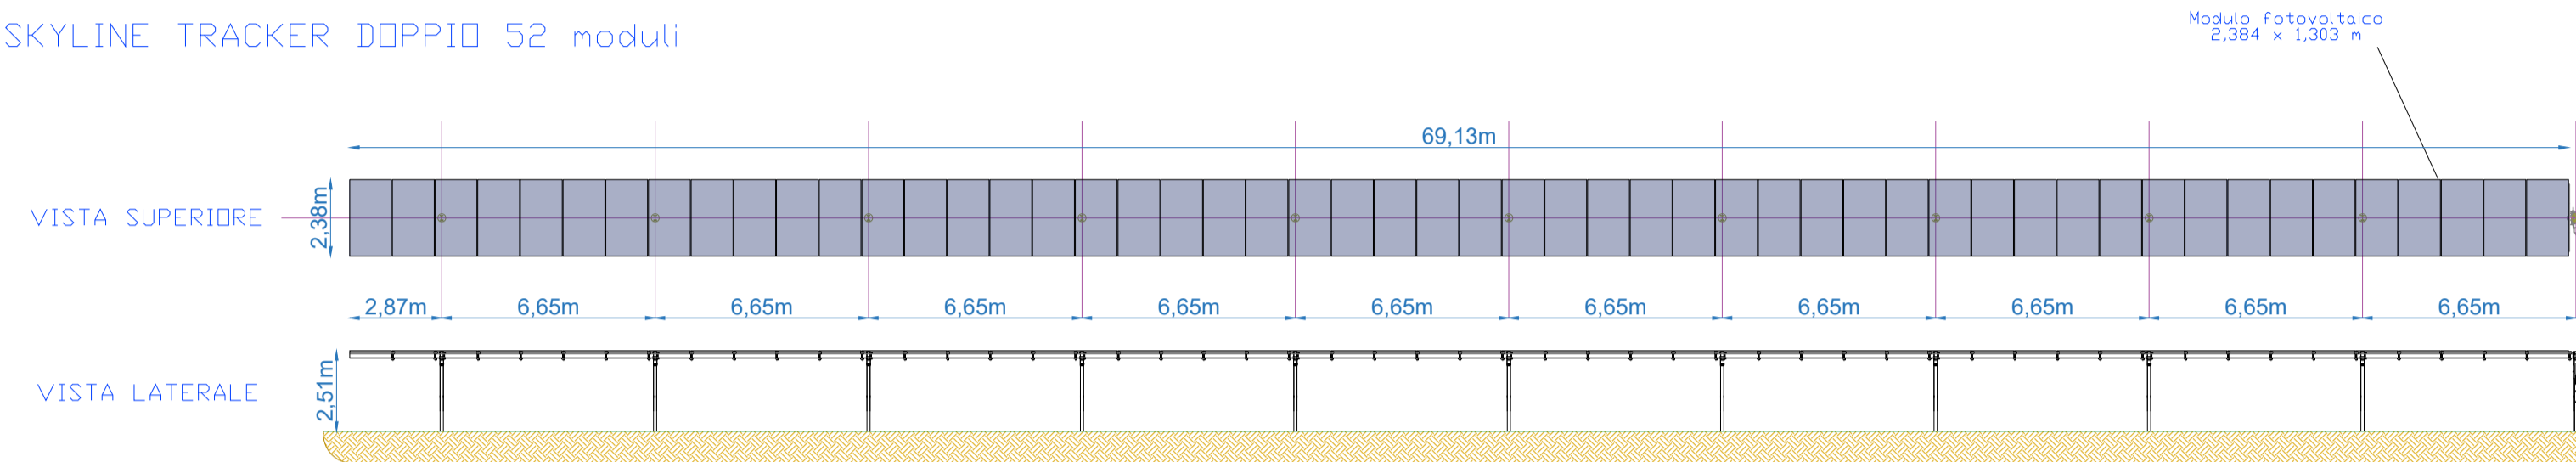 SKYLINE TRACKER DOPPIO 52 moduli
Modulo fotovoltaico
2,384 x 1,303 m
69,13m
VISTA SUPERIORE
2,38m
2,87m 6,65m 6,65m 6,65m 6,65m 6,65m 6,65m 6,65m 6,65m 6,65m 6,65m
VISTA LATERALE
2,51m